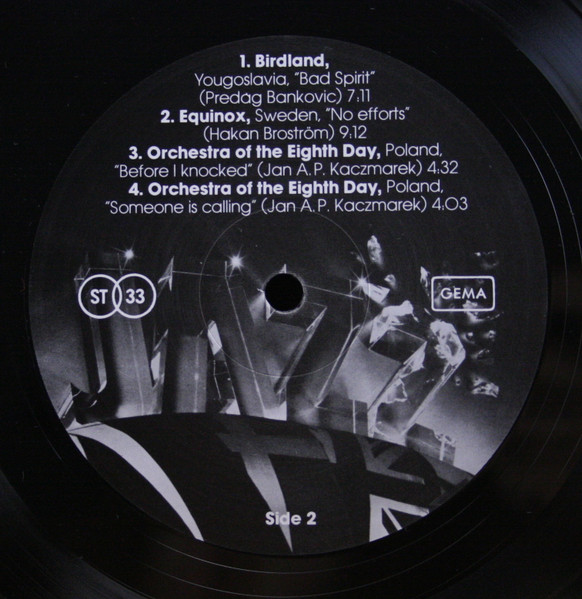 1. Birdland,
Yougoslavia, "Bad Spirit"
(Predag Bankovic) 7:11
2. Equinox, Sweden, "No efforts"
(Hakan Broström) 9:12
3. Orchestra of the Eighth Day, Poland,
"Before I knocked" (Jan A. P. Kaczmarek) 4:32
4. Orchestra of the Eighth Day, Poland,
"Someone is calling" (Jan A. P. Kaczmarek) 4:03
ST 33
GEMA
Side 2